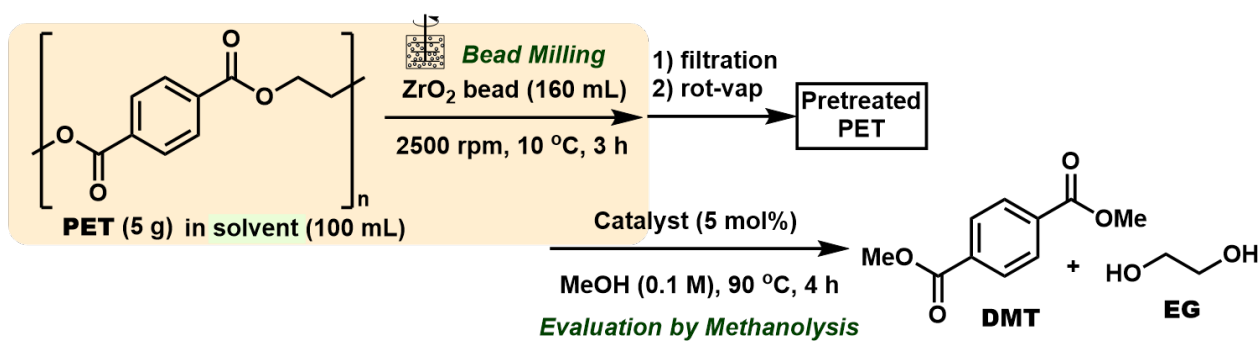 Bead Milling
ZrO2 bead (160 mL)
2500 rpm, 10 oC, 3 h
1) filtration
2) rot-vap
Pretreated
PET
O
O
O
O
n
PET (5 g) in solvent (100 mL)
Catalyst (5 mol%)
MeOH (0.1 M), 90 oC, 4 h
Evaluation by Methanolysis
O
OMe
MeO
O
DMT
+
HO
OH
EG